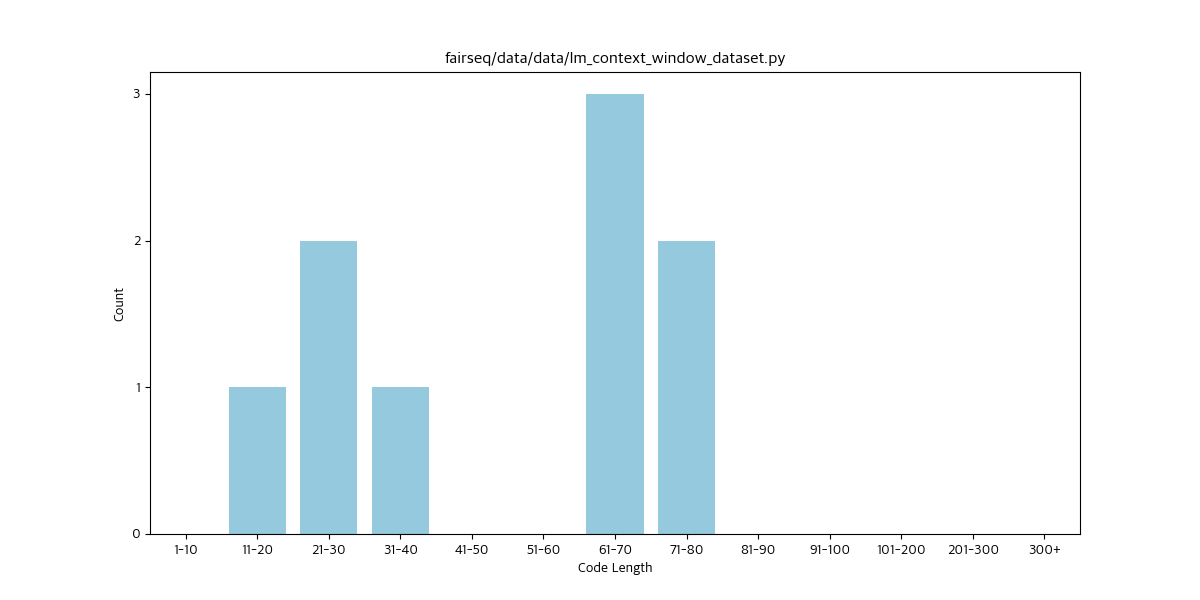 fairseq/data/data/lm_context_window_dataset.py
3
2
1
0
Count
1-10 11-20 21-30 31-40 41-50 51-60 61-70 71-80 81-90 91-100 101-200 201-300 300+
Code Length